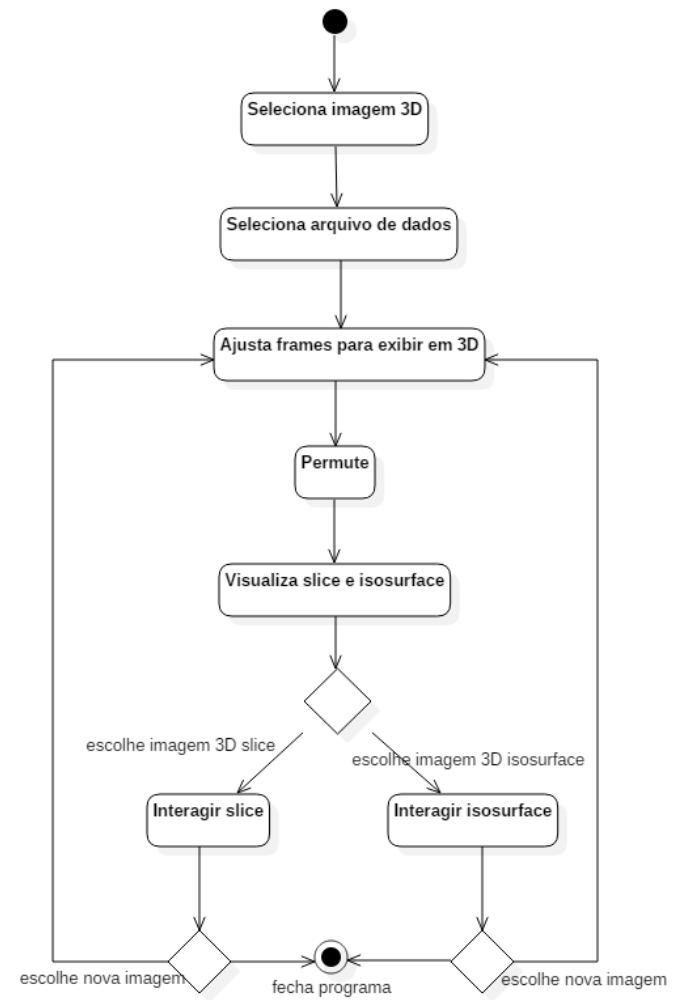 Seleciona imagem 3D
Seleciona arquivo de dados
Ajusta frames para exibir em 3D
Permute
Visualiza slice e isosurface
escolhe imagem 3D slice
escolhe imagem 3D isosurface
Interagir slice
Interagir isosurface
escolhe nova imagem
fecha programa
escolhe nova imagem